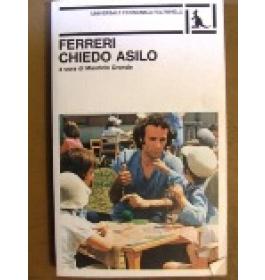 UNIVERSALE ECONOMICA FELTRINELLI
FERRERI
CHIEDO ASILO
a cura di Maurizio Grande